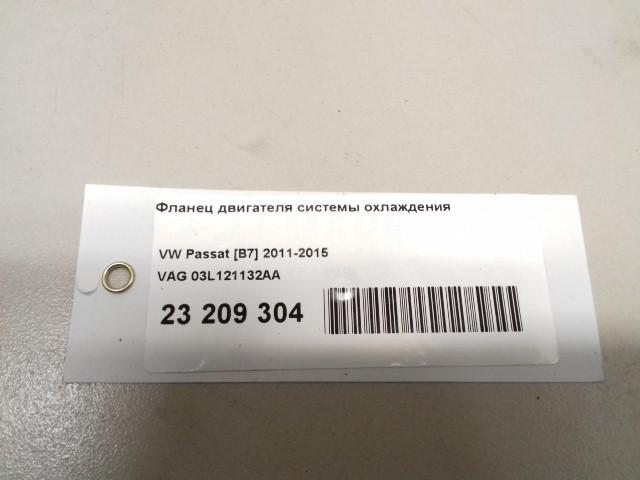 Фланец двигателя системы охлаждения
VW Passat [B7] 2011-2015
VAG 03L121132AA
23 209 304